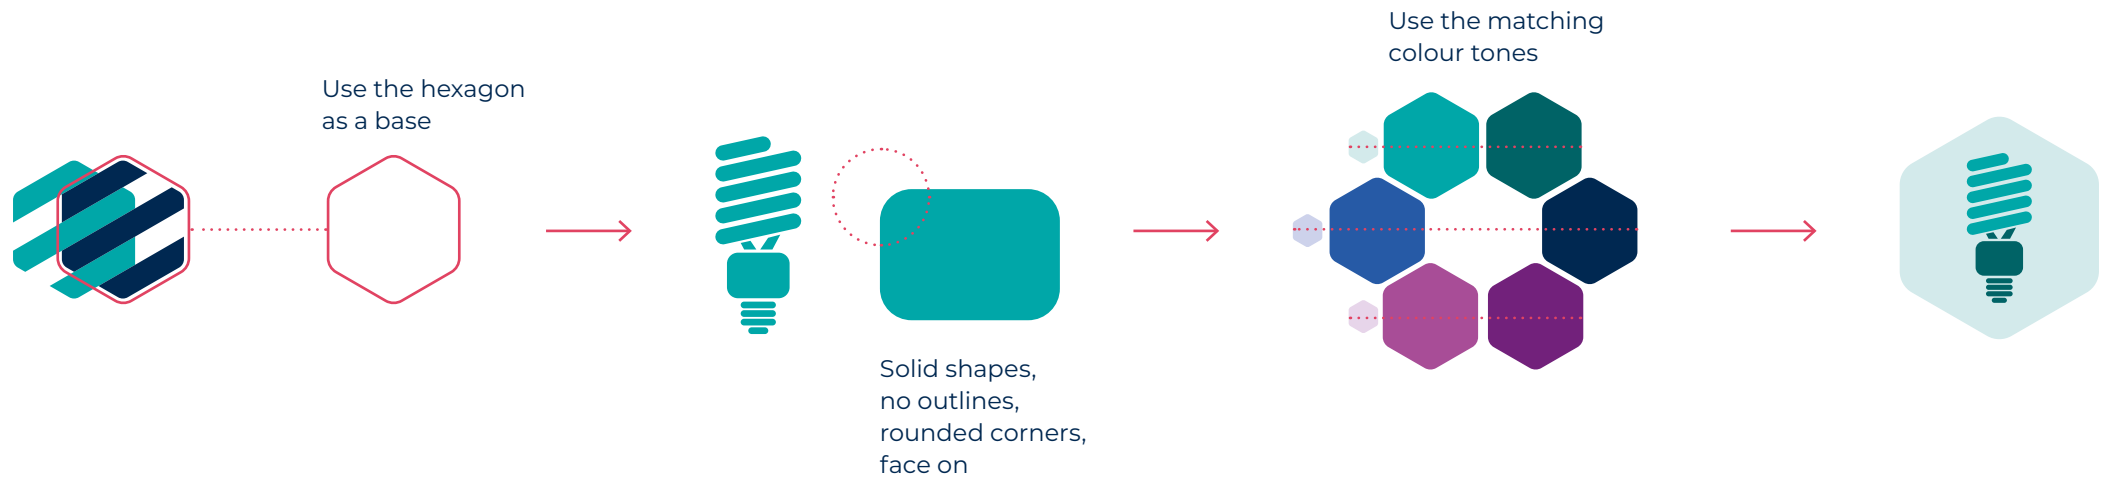 Use the hexagon
as a base
Solid shapes,
no outlines,
rounded corners,
face on
Use the matching
colour tones